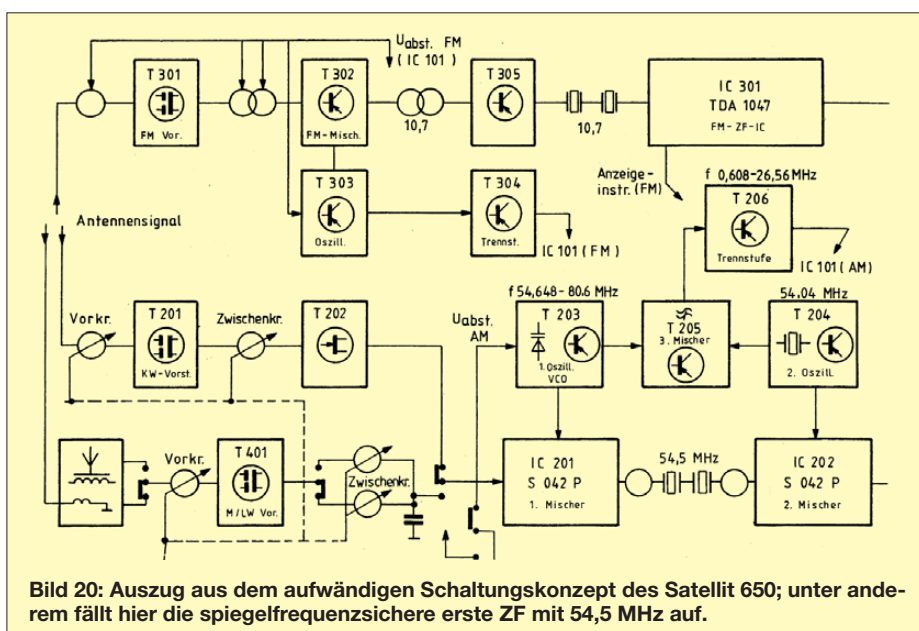 Uabst. FM
(IC 101)
T 301
FM Vor.
T 302
FM-Misch.
10,7
T 305
10,7
IC 301
TDA 1047
FM-ZF-IC
Anzeige-
instr.(FM)
f 0,608-26,56 MHz
T 303
Oszill.
T 304
Trennst.
IC 101 (FM)
T 206
Trennstufe
IC 101 (AM)
Antennensignal
Vorkr.
T 201
KW-Vorst.
Zwischenkr.
T 202
Uabst.
AM
f 54,648-80.6 MHz
T 203
1. Oszill.
VCO
T 205
3. Mischer
54.04 MHz
T 204
2. Oszill.
Vorkr.
T 401
M/LW Vor.
Zwischenkr.
IC 201
S 042 P
1. Mischer
54,5 MHz
IC 202
S 042 P
2. Mischer
Bild 20: Auszug aus dem aufwändigen Schaltungskonzept des Satellit 650; unter ande-
rem fällt hier die spiegelfrequenzsichere erste ZF mit 54,5 MHz auf.